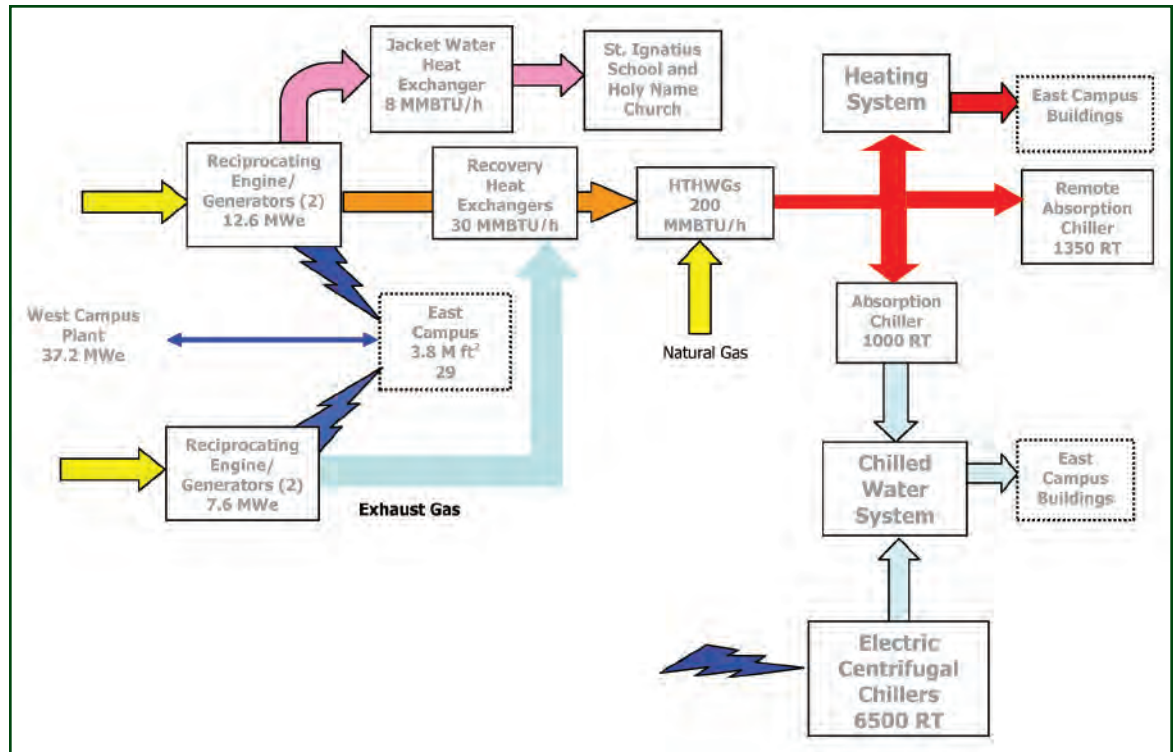 Jacket Water
Heat
Exchanger
8 MMBTU/h
St. Ignatius
School and
Holy Name
Church
Heating
System
East Campus
Buildings
Reciprocating
Engine/
Generators (2)
12.6 MWe
Recovery
Heat
Exchangers
30 MMBTU/h
HTHWGs
200
MMBTU/h
Remote
Absorption
Chiller
1350 RT
West Campus
Plant
37.2 MWe
East
Campus
3.8 M ft²
29
Natural Gas
Absorption
Chiller
1000 RT
Reciprocating
Engine/
Generators (2)
7.6 MWe
Exhaust Gas
Chilled
Water
System
East
Campus
Buildings
Electric
Centrifugal
Chillers
6500 RT